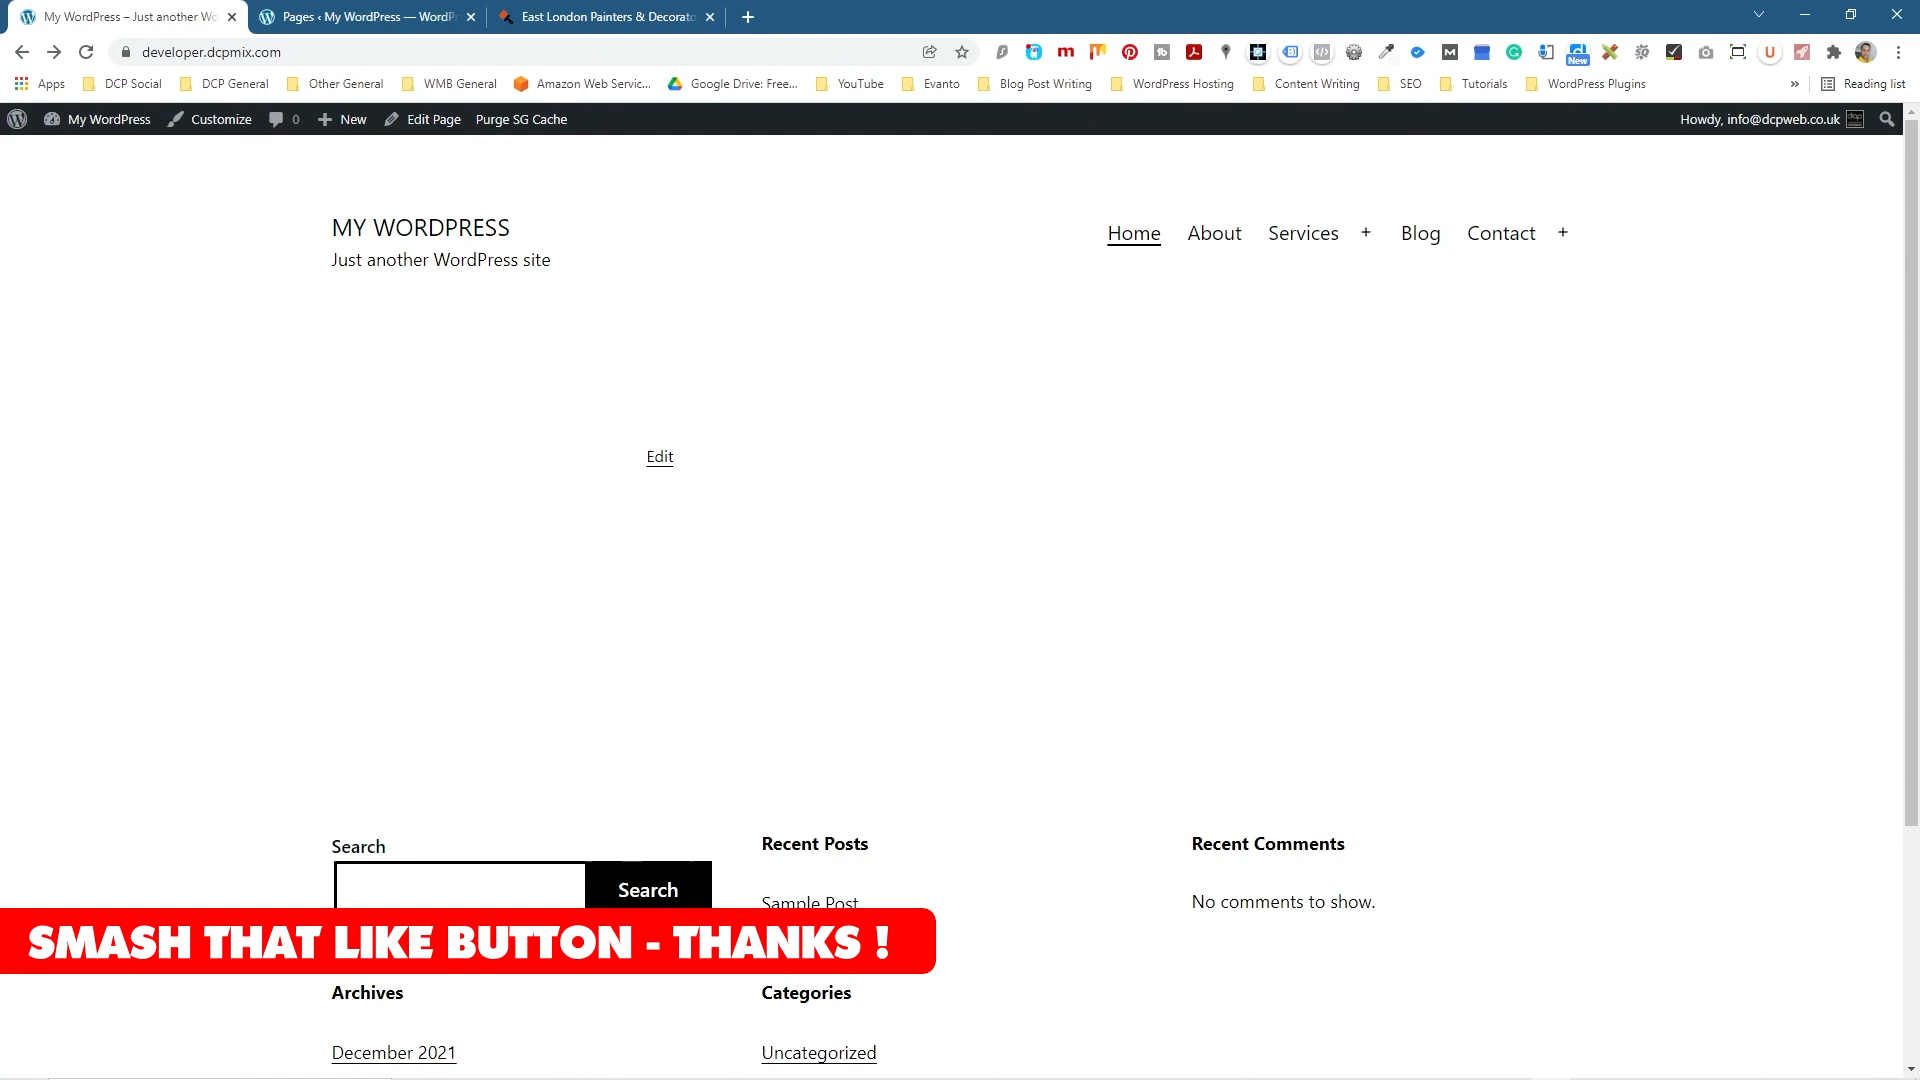 My WordPress – Just another Wo
Pages ‹ My WordPress — WordP
East London Painters & Decorato
developer.dcpmix.com
New
Apps
DCP Social
DCP General
Other General
WMB General
Amazon Web Servic...
Google Drive: Free...
YouTube
Evanto
Blog Post Writing
WordPress Hosting
Content Writing
SEO
Tutorials
WordPress Plugins
»
Reading list
My WordPress
Customize
0
New
Edit Page
Purge SG Cache
Howdy, info@dcpweb.co.uk
MY WORDPRESS
Just another WordPress site
Home
About
Services +
Blog
Contact +
Edit
Search
Search
Recent Posts
Sample Post
Recent Comments
No comments to show.
SMASH THAT LIKE BUTTON - THANKS !
Archives
December 2021
Categories
Uncategorized